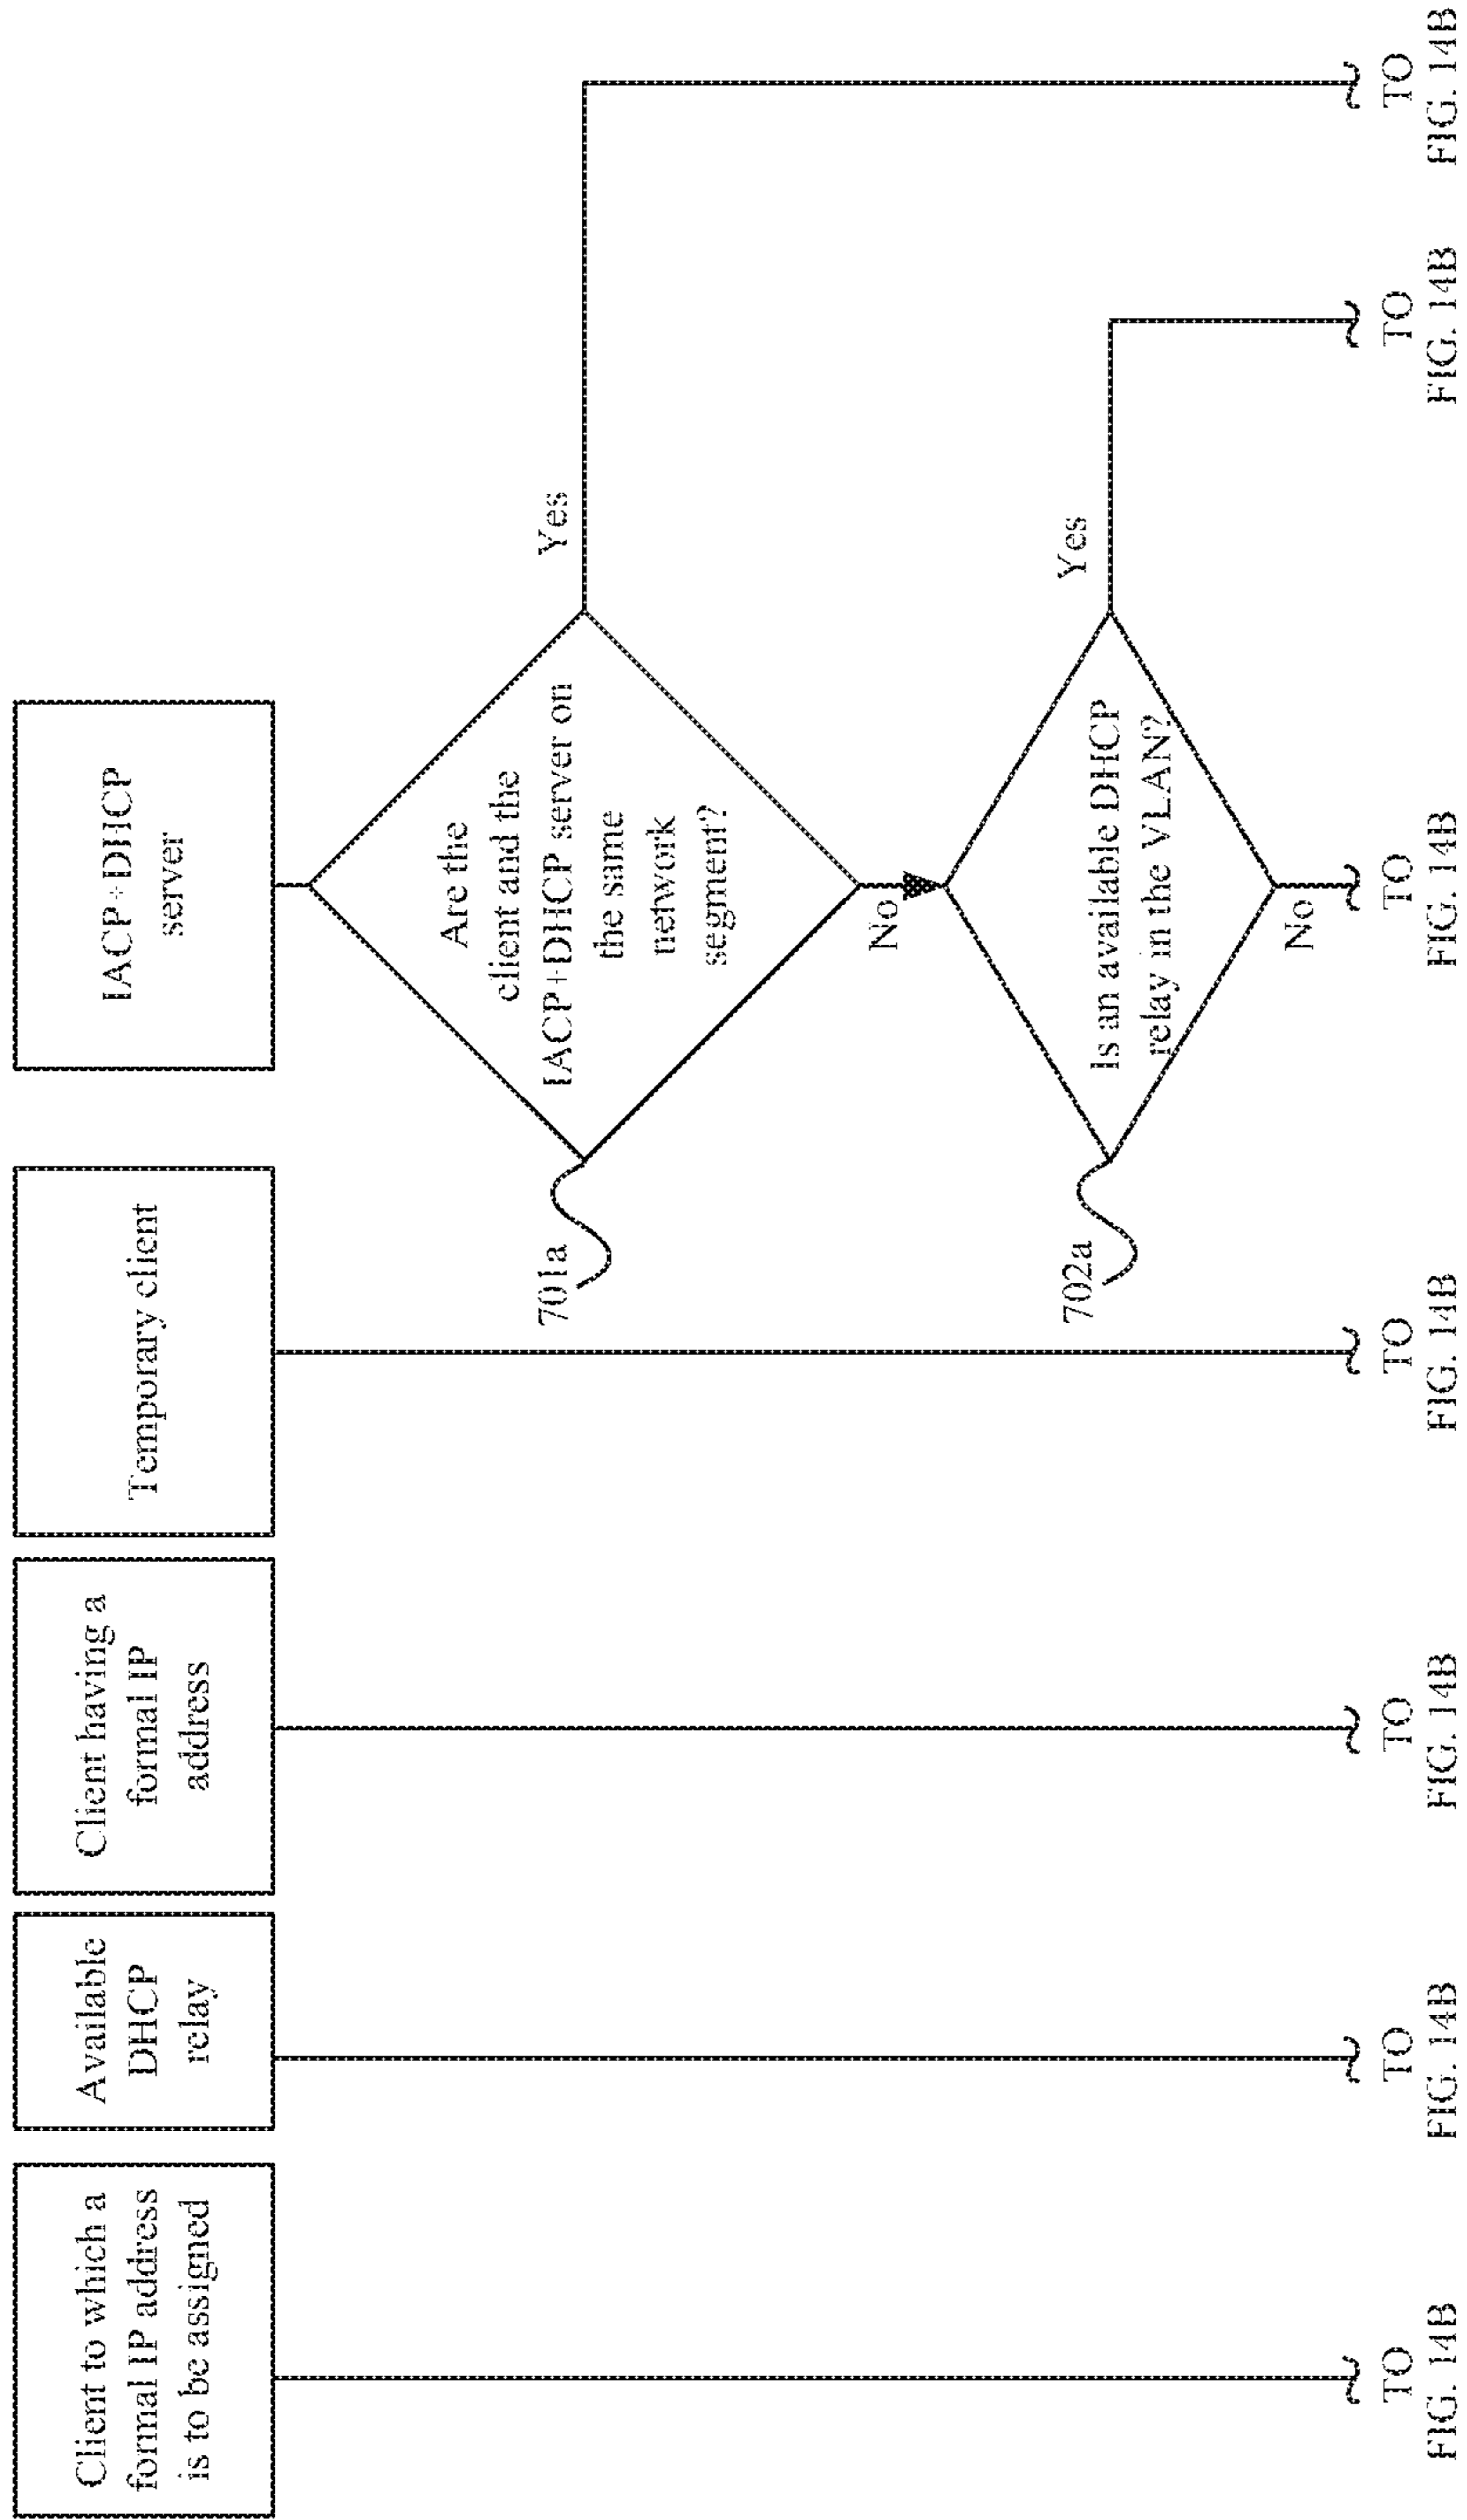 Client to which a
formal IP address
is to be assigned
Available
DHCP
relay
Client having a
formal IP
address
Temporary client
IACP+DHCP
server
Are the
client and the
IACP+DHCP server on
the same
network
segment?
Yes
701a
No
Is an available DHCP
relay in the VLAN?
Yes
702a
No
TO
FIG. 14B
TO
FIG. 14B
TO
FIG. 14B
TO
FIG. 14B
TO
FIG. 14B
TO
FIG. 14B
TO
FIG. 14B